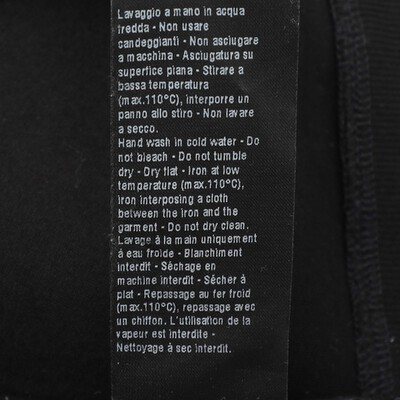 Lavaggio a mano in acqua
fredda - Non usare
candeggianti - Non asciugare
a macchina - Asciugatura su
superfice piana - Stirare a
bassa temperatura
(max.110°C), interporre un
panno allo stiro - Non lavare
a secco.
Hand wash in cold water - Do
not bleach - Do not tumble
dry - Dry flat - Iron at low
temperature (max.110°C),
iron interposing a cloth
between the iron and the
garment - Do not dry clean.
Lavage à la main uniquement
à eau froide - Blanchiment
interdit - Séchage en
machine interdit - Sécher à
plat - Repassage au fer froid
(max.110°C), repassage avec
un chiffon. L'utilisation de la
vapeur est interdite -
Nettoyage à sec interdit.